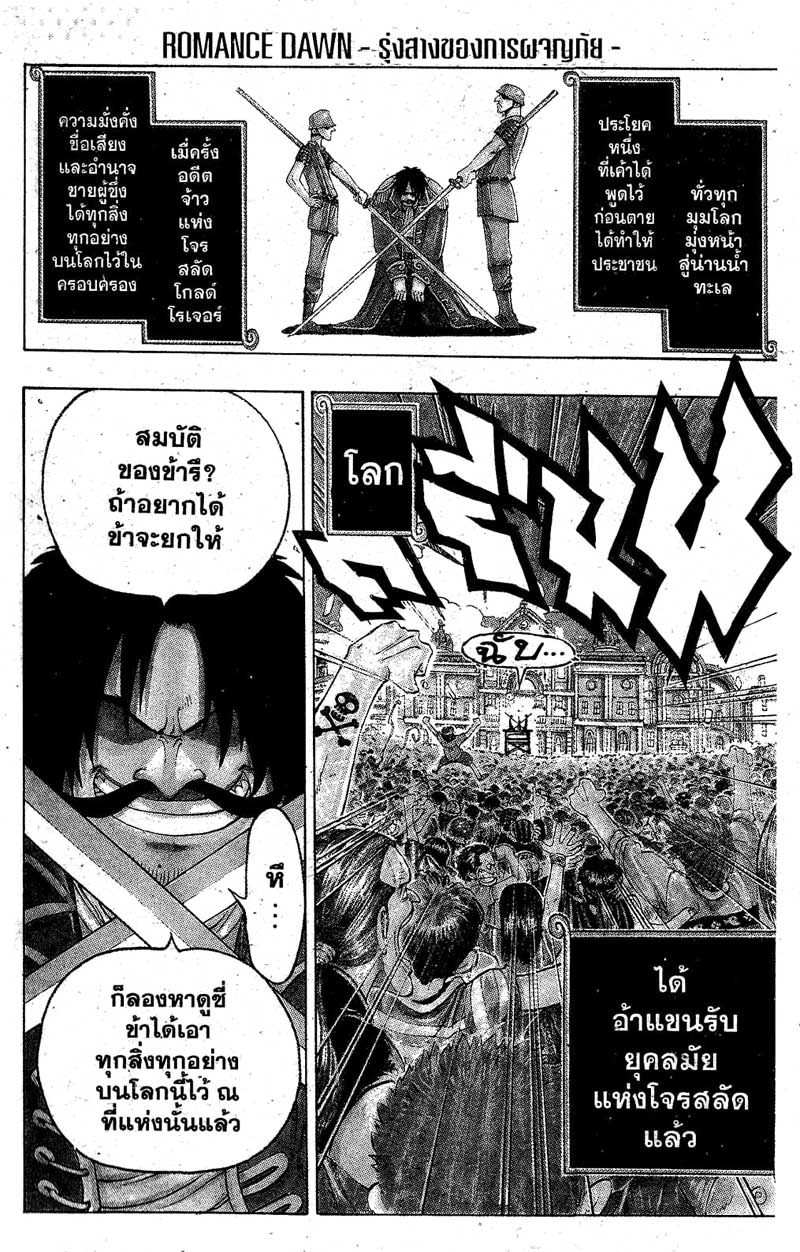 ROMANCE DAWN - รุ่งสางของการผจญภัย -
ความมั่งคั่ง
ชื่อเสียง
และอำนาจ
ชายผู้ซึ่ง
ได้ทุกสิ่ง
ทุกอย่าง
บนโลกไว้ใน
ครอบครอง
เมื่อครั้ง
อดีต
จ้าว
แห่ง
โจร
สลัด
โกลด์
โรเจอร์
ประโยค
หนึ่ง
ที่เค้าได้
พูดไว้
ก่อนตาย
ได้ทำให้
ประชาชน
ทั่วทุก
มุมโลก
มุ่งหน้า
สู่น่านน้ำ
ทะเล
สมบัติ
ของข้ารึ?
ถ้าอยากได้
ข้าจะยกให้
หึ
...
ก็ลองหาดูซี่
ข้าได้เอา
ทุกสิ่งทุกอย่าง
บนโลกนี้ไว้ ณ
ที่แห่งนั้นแล้ว
โลก
ฉับ...
ได้
อ้าแขนรับ
ยุคสมัย
แห่งโจรสลัด
แล้ว